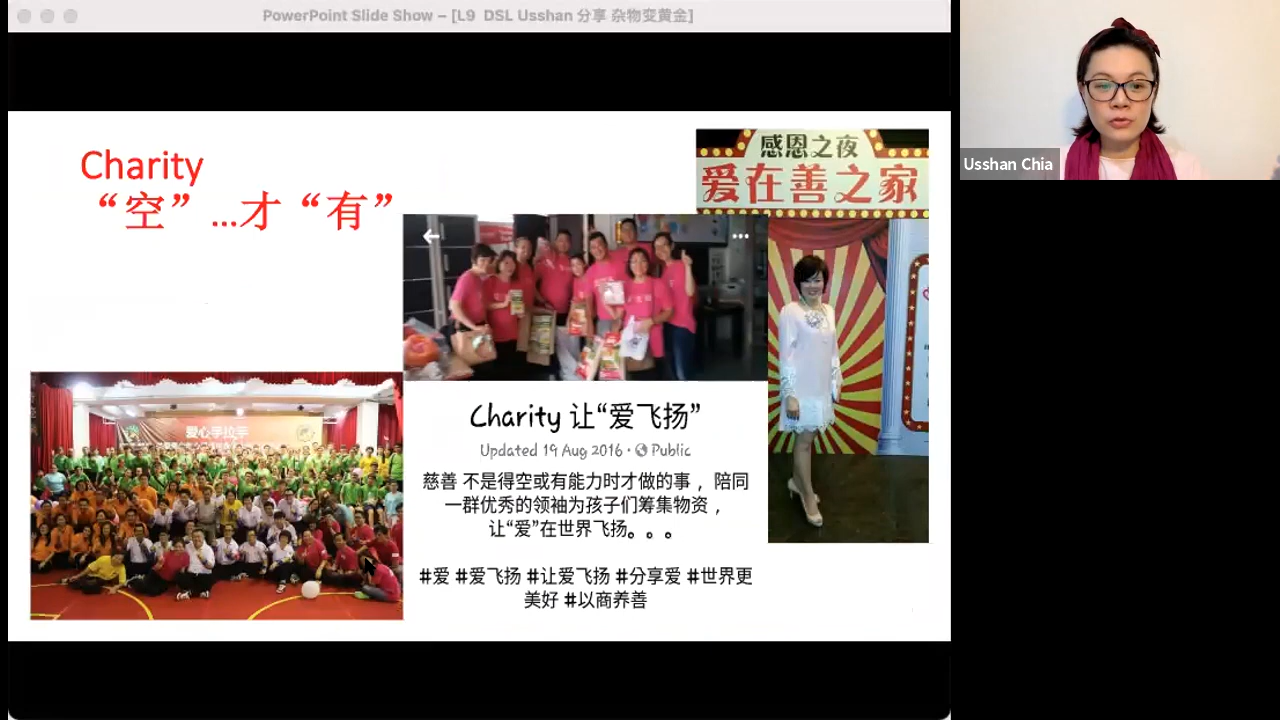 PowerPoint Slide Show – [L9 DSL Usshan 分享 杂物变黄金]
Usshan Chia
Charity
“空”...才“有”
感恩之夜
爱在善之家
爱心手拉手
Charity 让“爱飞扬”
Updated 19 Aug 2016 · Public
慈善 不是得空或有能力时才做的事 ，陪同
一群优秀的领袖为孩子们筹集物资 ，
让“爱”在世界飞扬。。。
#爱 #爱飞扬 #让爱飞扬 #分享爱 #世界更
美好 #以商养善